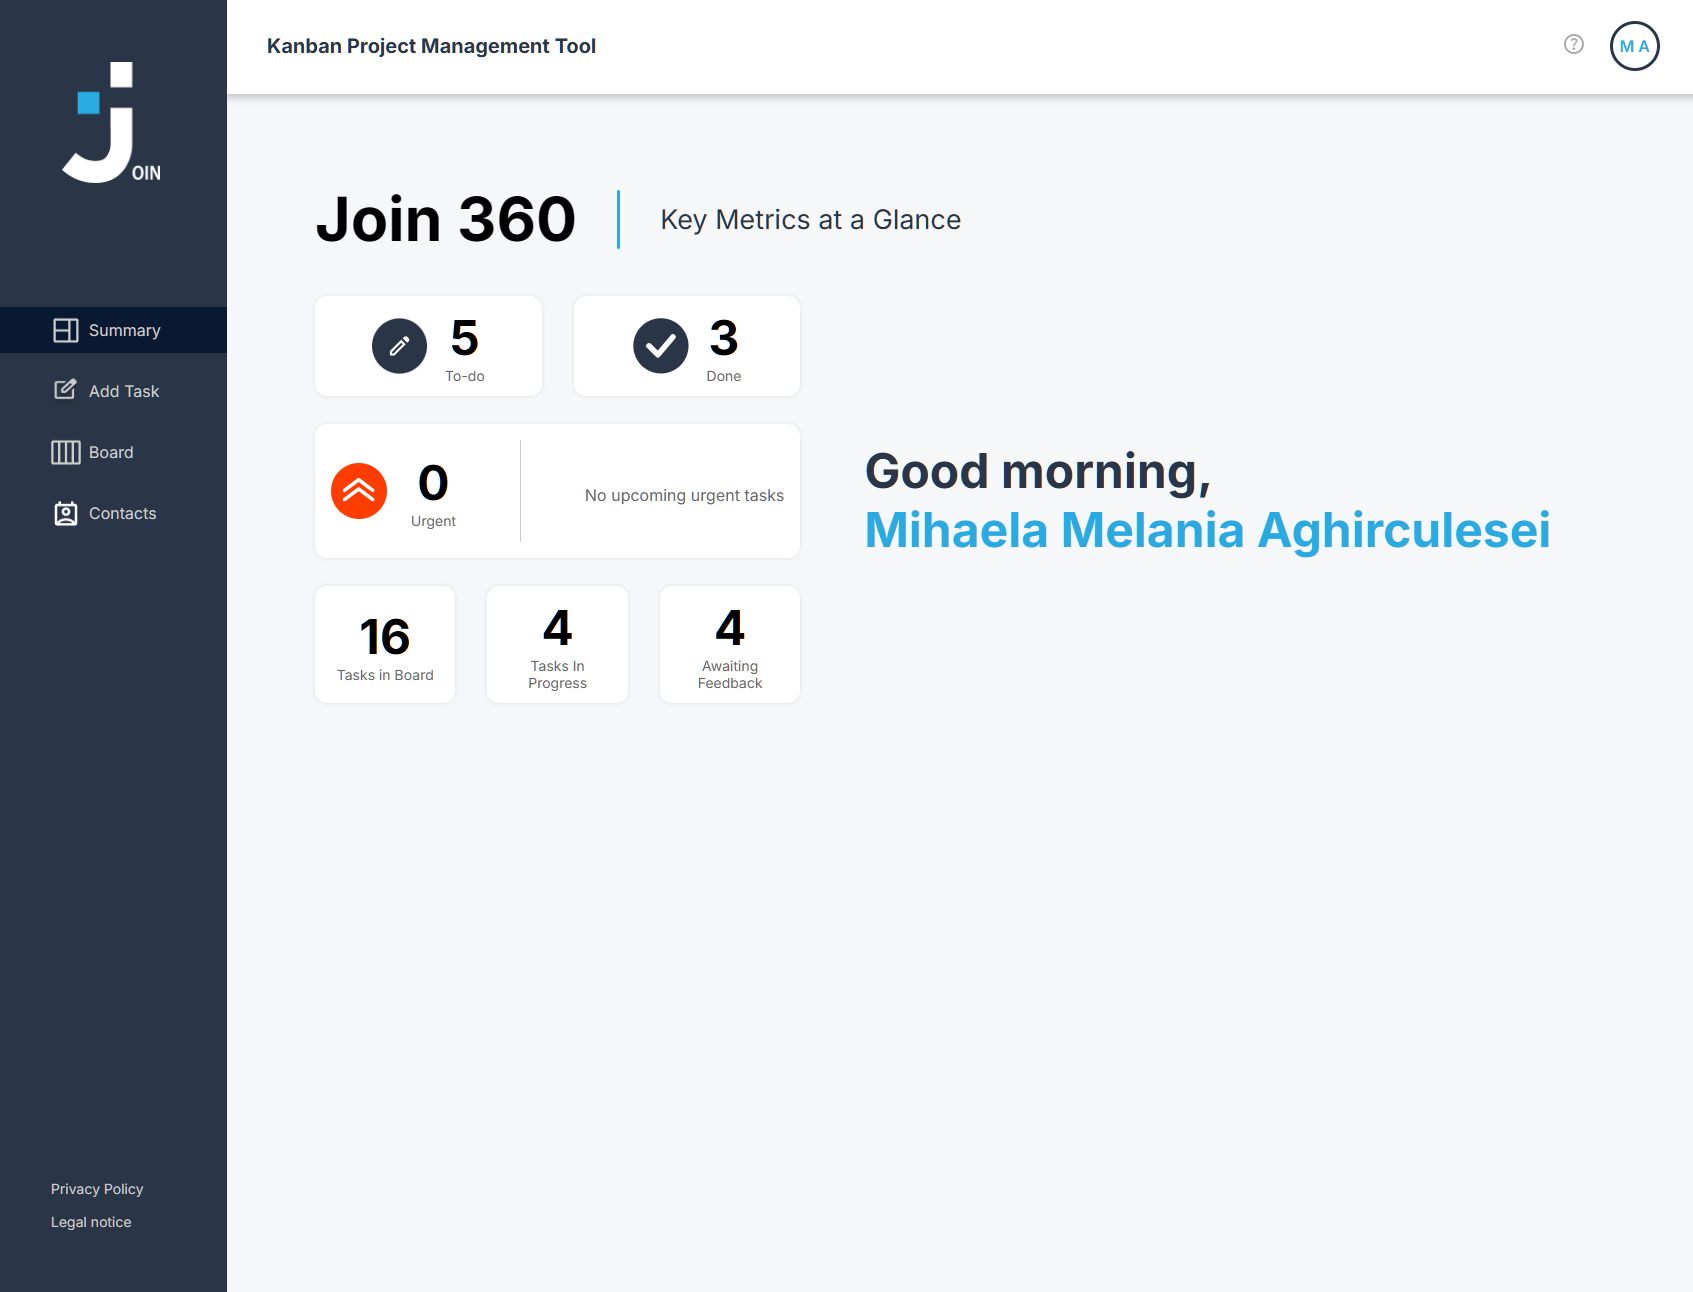 OIN
Kanban Project Management Tool
?
M A
Summary
Add Task
Board
Contacts
Privacy Policy
Legal notice
Join 360
Key Metrics at a Glance
5
To-do
3
Done
0
Urgent
No upcoming urgent tasks
16
Tasks in Board
4
Tasks In
Progress
4
Awaiting
Feedback
Good morning,
Mihaela Melania Aghirculesei